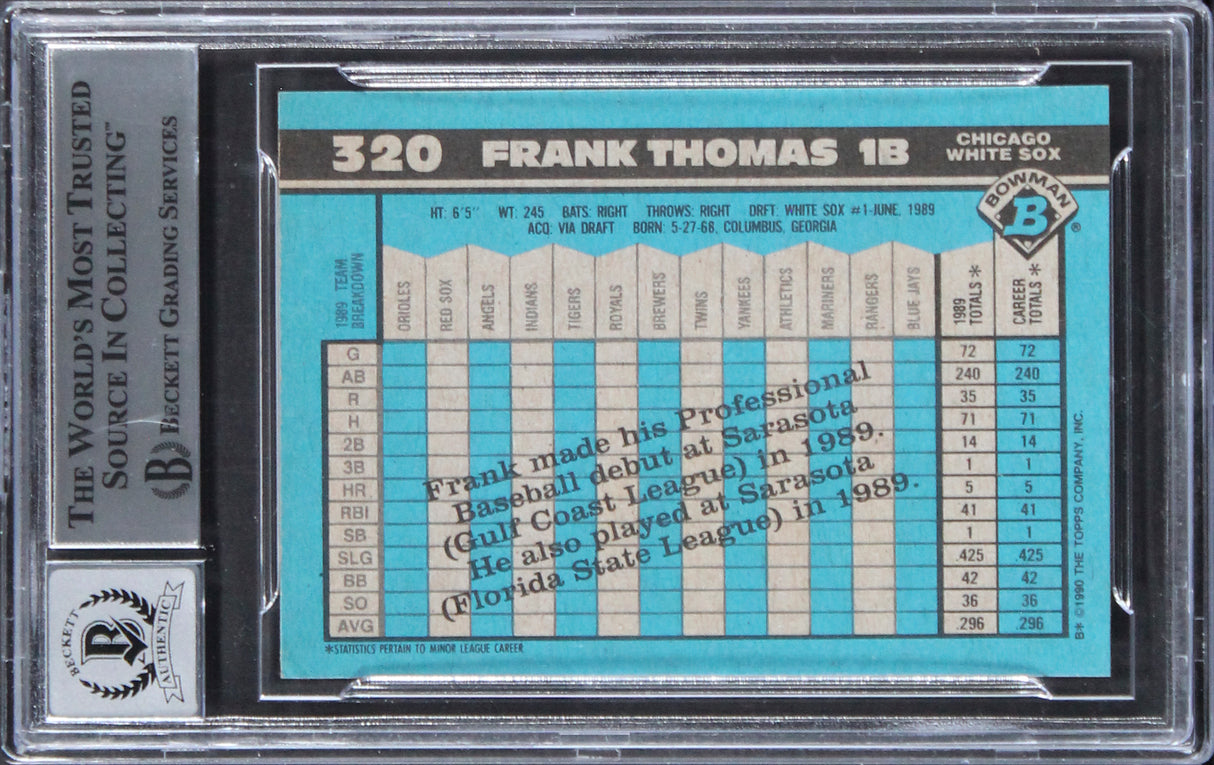 THE WORLD'S MOST TRUSTED
SOURCE IN COLLECTING™
BECKETT GRADING SERVICES
B
BECKETT
B
AUTHENTIC
320 FRANK THOMAS 1B
CHICAGO
WHITE SOX
BOWMAN
B
®
HT: 6'5" WT: 245 BATS: RIGHT THROWS: RIGHT DRFT: WHITE SOX #1-JUNE, 1989
ACQ: VIA DRAFT BORN: 5-27-68, COLUMBUS, GEORGIA
1989 TEAM
BREAKDOWN
ORIOLES
RED SOX
ANGELS
INDIANS
TIGERS
ROYALS
BREWERS
TWINS
YANKEES
ATHLETICS
MARINERS
RANGERS
BLUE JAYS
1989
TOTALS *
CAREER
TOTALS *
G 72 72
AB 240 240
R 35 35
H 71 71
2B 14 14
3B 1 1
HR 5 5
RBI 41 41
SB 1 1
SLG .425 .425
BB 42 42
SO 36 36
AVG .296 .296
Frank made his Professional
Baseball debut at Sarasota
(Gulf Coast League) in 1989.
He also played at Sarasota
(Florida State League) in 1989.
*STATISTICS PERTAIN TO MINOR LEAGUE CAREER
B* ©1990 THE TOPPS COMPANY, INC.